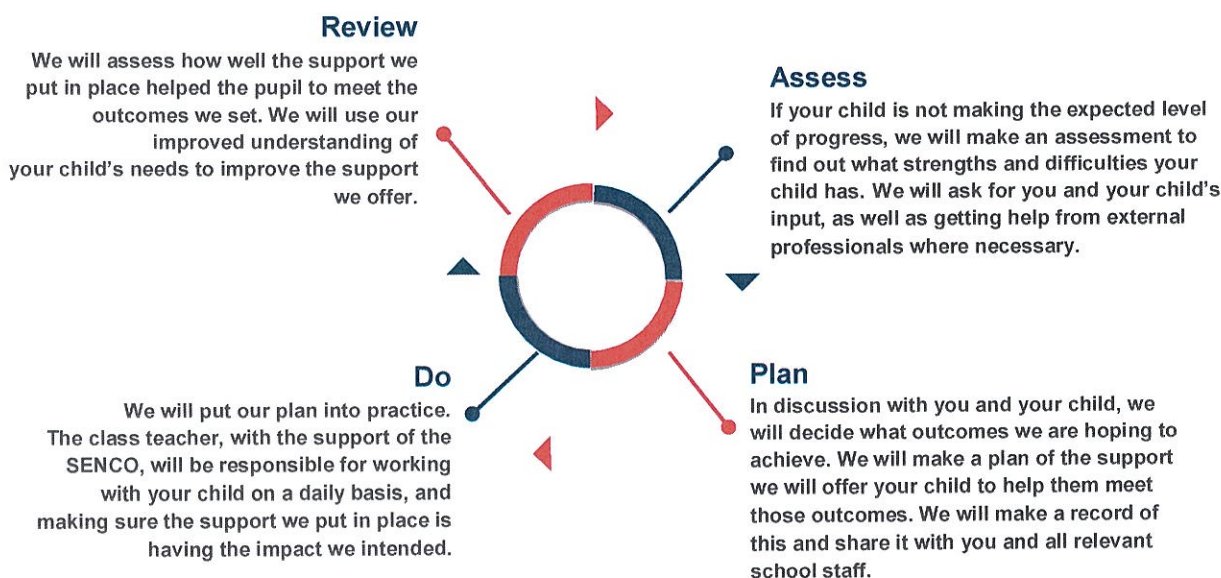 Review
We will assess how well the support we
put in place helped the pupil to meet the
outcomes we set. We will use our
improved understanding of
your child's needs to improve the support
we offer.
Assess
If your child is not making the expected level
of progress, we will make an assessment to
find out what strengths and difficulties your
child has. We will ask for you and your child's
input, as well as getting help from external
professionals where necessary.
Do
We will put our plan into practice.
The class teacher, with the support of the
SENCO, will be responsible for working
with your child on a daily basis, and
making sure the support we put in place is
having the impact we intended.
Plan
In discussion with you and your child, we
will decide what outcomes we are hoping to
achieve. We will make a plan of the support
we will offer your child to help them meet
those outcomes. We will make a record of
this and share it with you and all relevant
school staff.